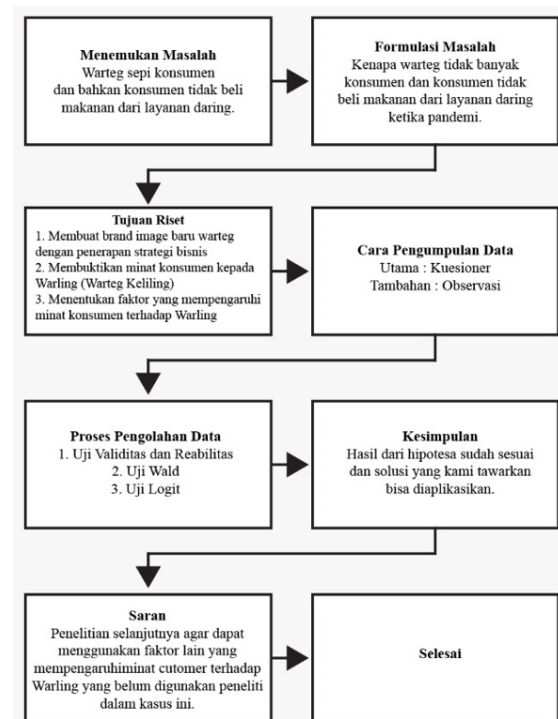 Menemukan Masalah
Warteg sepi konsumen
dan bahkan konsumen tidak beli
makanan dari layanan daring.
Formulasi Masalah
Kenapa warteg tidak banyak
konsumen dan konsumen tidak
beli makanan dari layanan daring
ketika pandemi.
Tujuan Riset
1. Membuat brand image baru warteg
dengan penerapan strategi bisnis
2. Membuktikan minat konsumen kepada
Warling (Warteg Keliling)
3. Menentukan faktor yang mempengaruhi
minat konsumen terhadap Warling
Cara Pengumpulan Data
Utama : Kuesioner
Tambahan : Observasi
Proses Pengolahan Data
1. Uji Validitas dan Reabilitas
2. Uji Wald
3. Uji Logit
Kesimpulan
Hasil dari hipotesa sudah sesuai
dan solusi yang kami tawarkan
bisa diaplikasikan.
Saran
Penelitian selanjutnya agar dapat
menggunakan faktor lain yang
mempengaruhiminat cutomer terhadap
Warling yang belum digunakan peneliti
dalam kasus ini.
Selesai